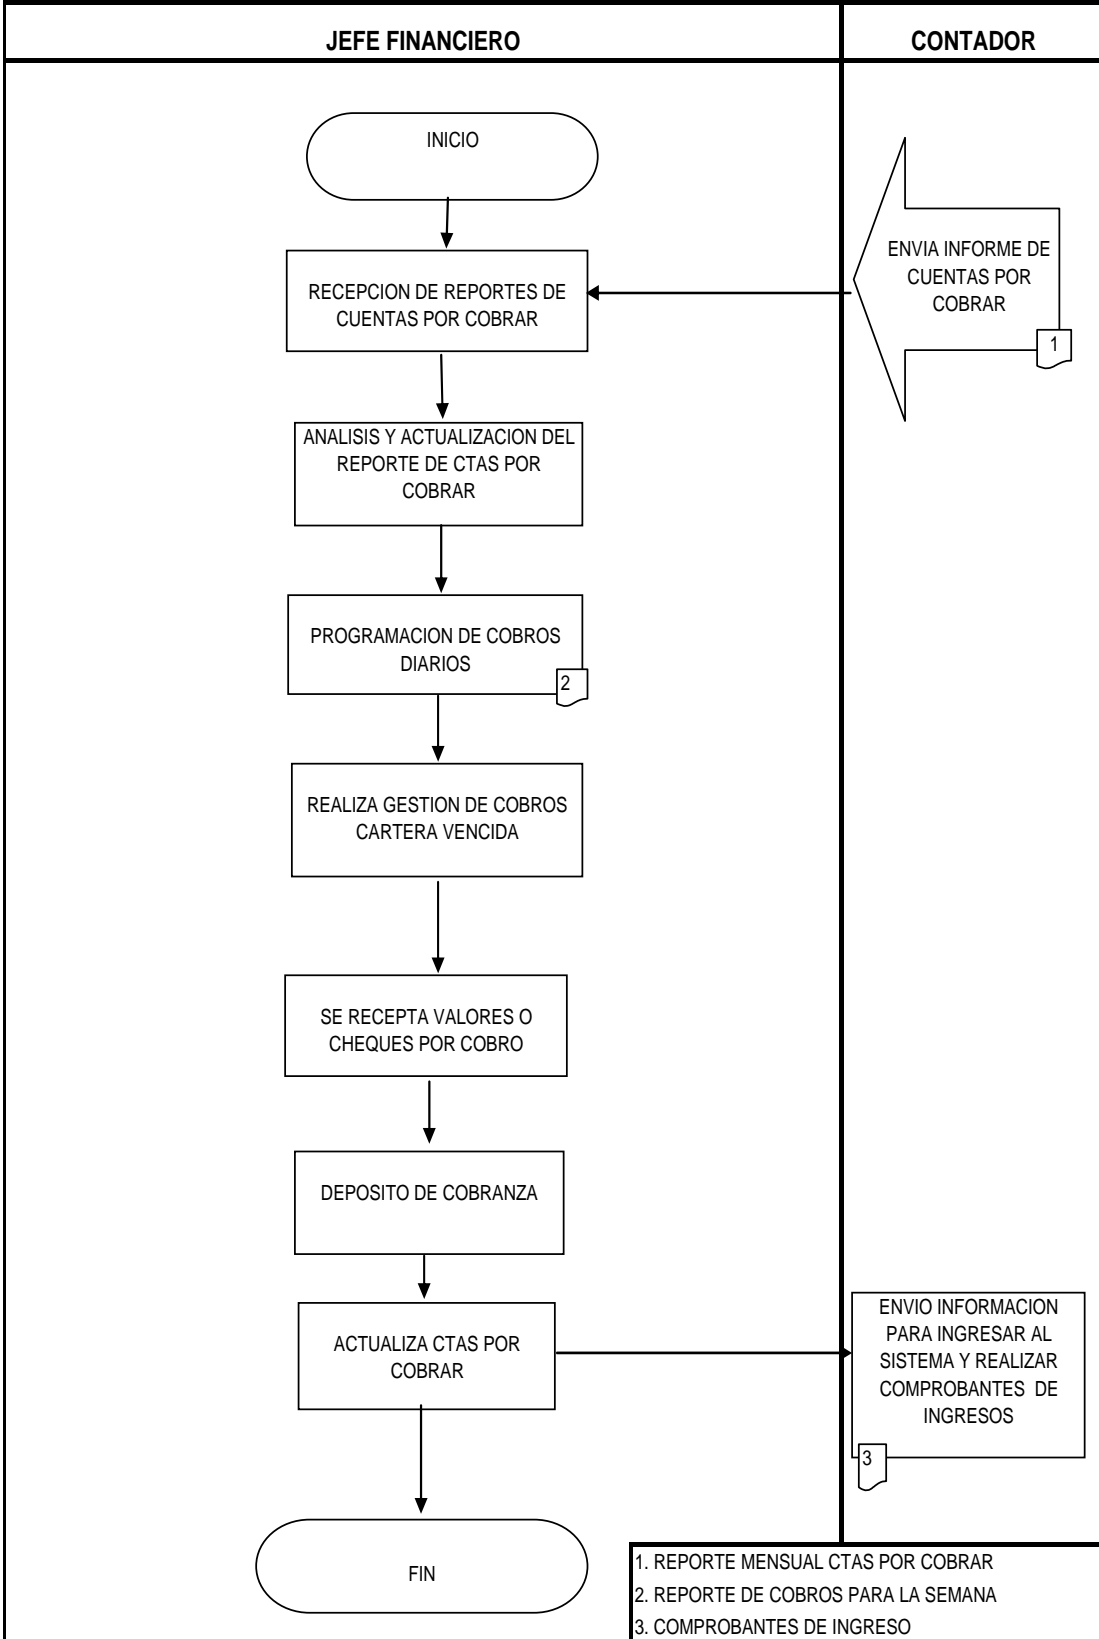 JEFE FINANCIERO
CONTADOR
INICIO
ENVIA INFORME DE
CUENTAS POR
COBRAR
1
RECEPCION DE REPORTES DE
CUENTAS POR COBRAR
ANALISIS Y ACTUALIZACION DEL
REPORTE DE CTAS POR
COBRAR
PROGRAMACION DE COBROS
DIARIOS
2
REALIZA GESTION DE COBROS
CARTERA VENCIDA
SE RECEPTA VALORES O
CHEQUES POR COBRO
DEPOSITO DE COBRANZA
ACTUALIZA CTAS POR
COBRAR
ENVIO INFORMACION
PARA INGRESAR AL
SISTEMA Y REALIZAR
COMPROBANTES DE
INGRESOS
3
FIN
1. REPORTE MENSUAL CTAS POR COBRAR
2. REPORTE DE COBROS PARA LA SEMANA
3. COMPROBANTES DE INGRESO